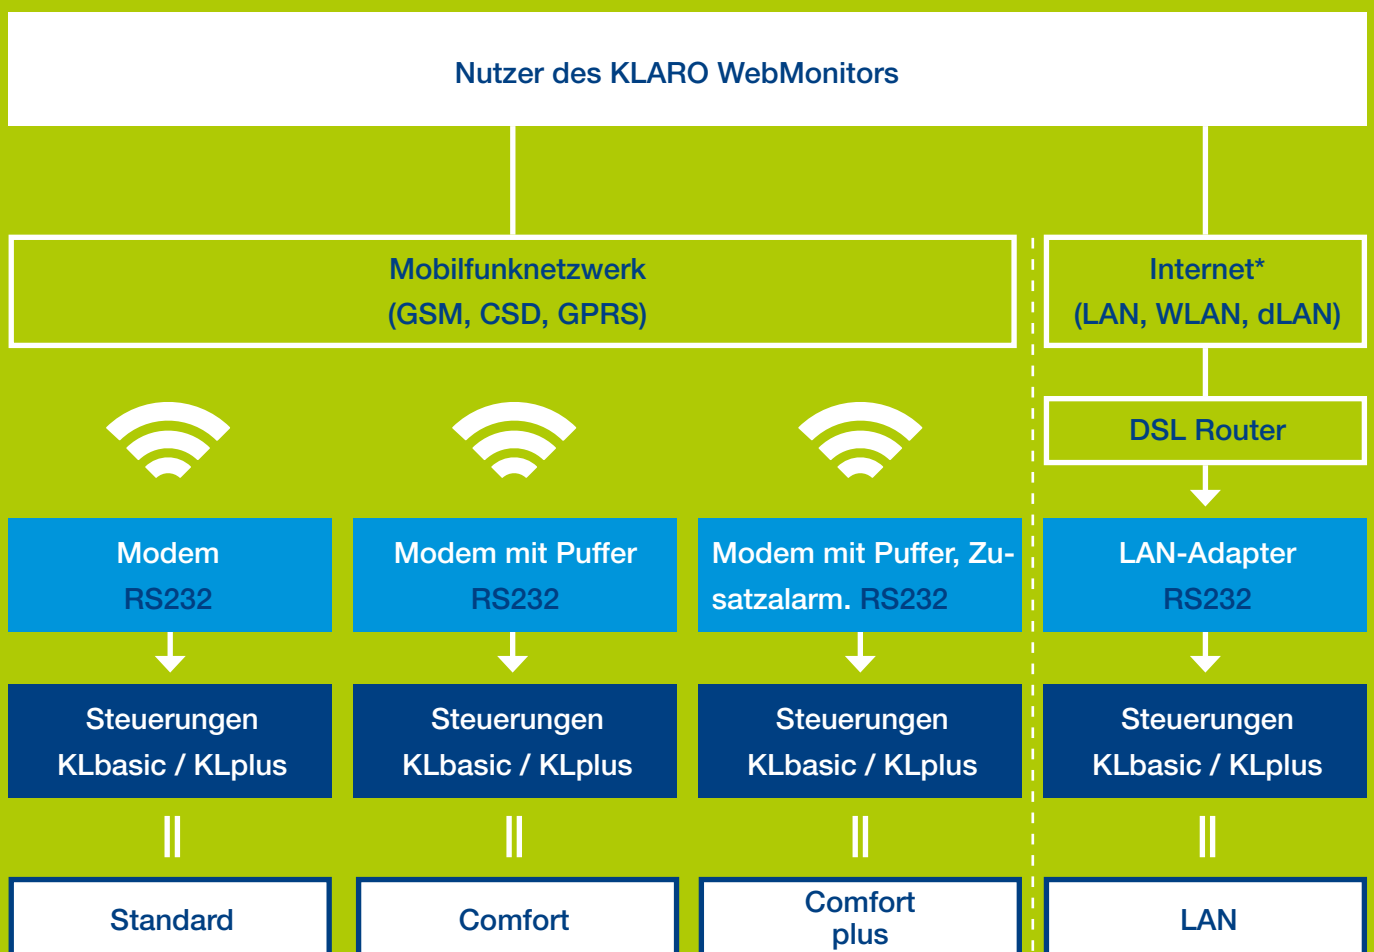 Nutzer des KLARO WebMonitors
Mobilfunknetzwerk
(GSM, CSD, GPRS)
Internet*
(LAN, WLAN, dLAN)
DSL Router
Modem
RS232
Modem mit Puffer
RS232
Modem mit Puffer, Zu-
satzalarm. RS232
LAN-Adapter
RS232
Steuerungen
KLbasic / KLplus
Steuerungen
KLbasic / KLplus
Steuerungen
KLbasic / KLplus
Steuerungen
KLbasic / KLplus
Standard
Comfort
Comfort
plus
LAN